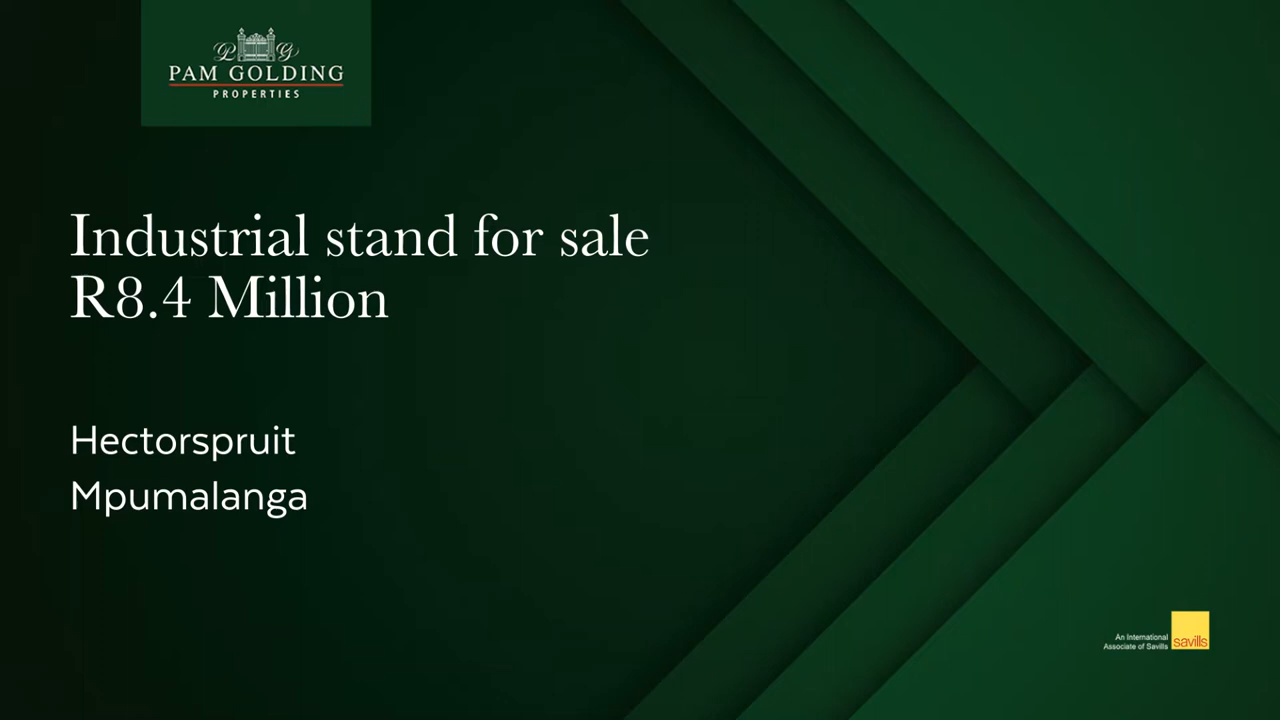 PAM GOLDING
PROPERTIES
Industrial stand for sale
R8.4 Million
Hectorspruit
Mpumalanga
An International
Associate of Savills
savills